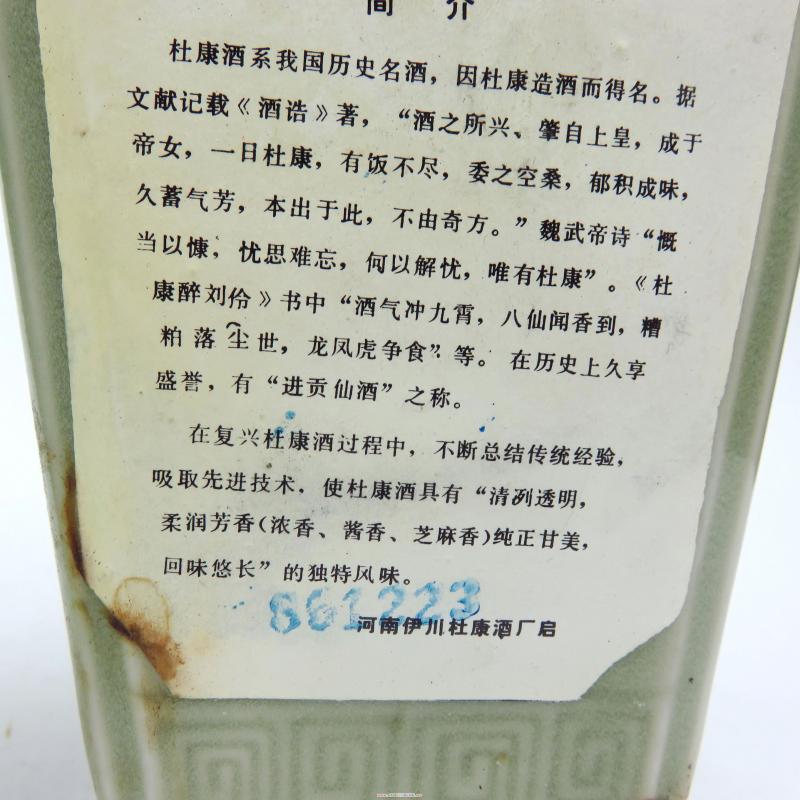 简 介
杜康酒系我国历史名酒，因杜康造酒而得名。据
文献记载《酒诰》著，“酒之所兴、肇自上皇，成于
帝女，一日杜康，有饭不尽，委之空桑，郁积成味，
久蓄气芳，本出于此，不由奇方。”魏武帝诗“慨
当以慷，忧思难忘，何以解忧，唯有杜康”。《杜
康醉刘伶》书中“酒气冲九霄，八仙闻香到，糟
粕落尘世，龙凤虎争食”等。在历史上久享
盛誉，有“进贡仙酒”之称。
在复兴杜康酒过程中，不断总结传统经验，
吸取先进技术，使杜康酒具有“清冽透明，
柔润芳香(浓香、酱香、芝麻香)纯正甘美，
回味悠长”的独特风味。
861223
河南伊川杜康酒厂启